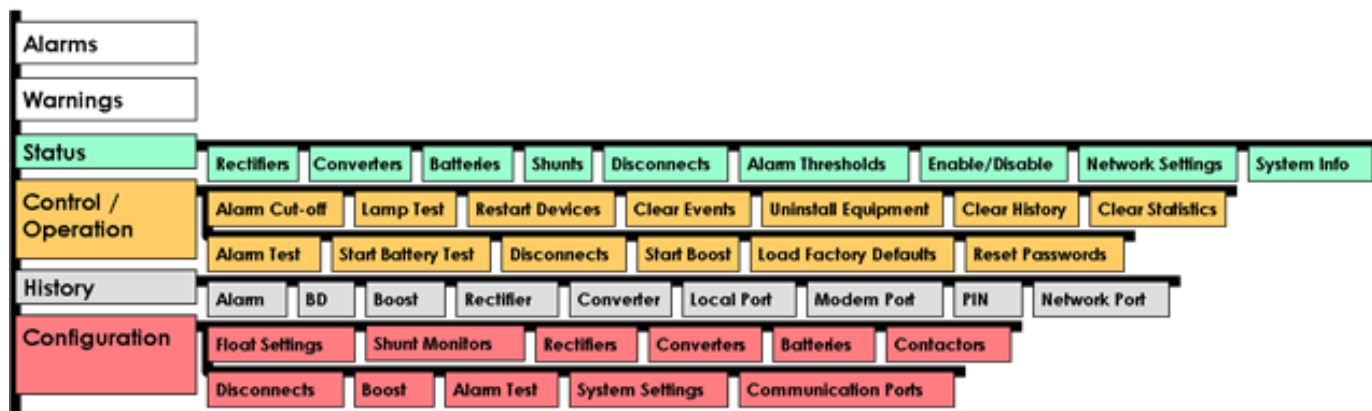 Alarms
Warnings
Status
Rectifiers Converters Batteries Shunts Disconnects Alarm Thresholds Enable/Disable Network Settings System Info
Control /
Operation
Alarm Cut-off Lamp Test Restart Devices Clear Events Uninstall Equipment Clear History Clear Statistics
Alarm Test Start Battery Test Disconnects Start Boost Load Factory Defaults Reset Passwords
History
Alarm BD Boost Rectifier Converter Local Port Modem Port PIN Network Port
Configuration
Float Settings Shunt Monitors Rectifiers Converters Batteries Contactors
Disconnects Boost Alarm Test System Settings Communication Ports